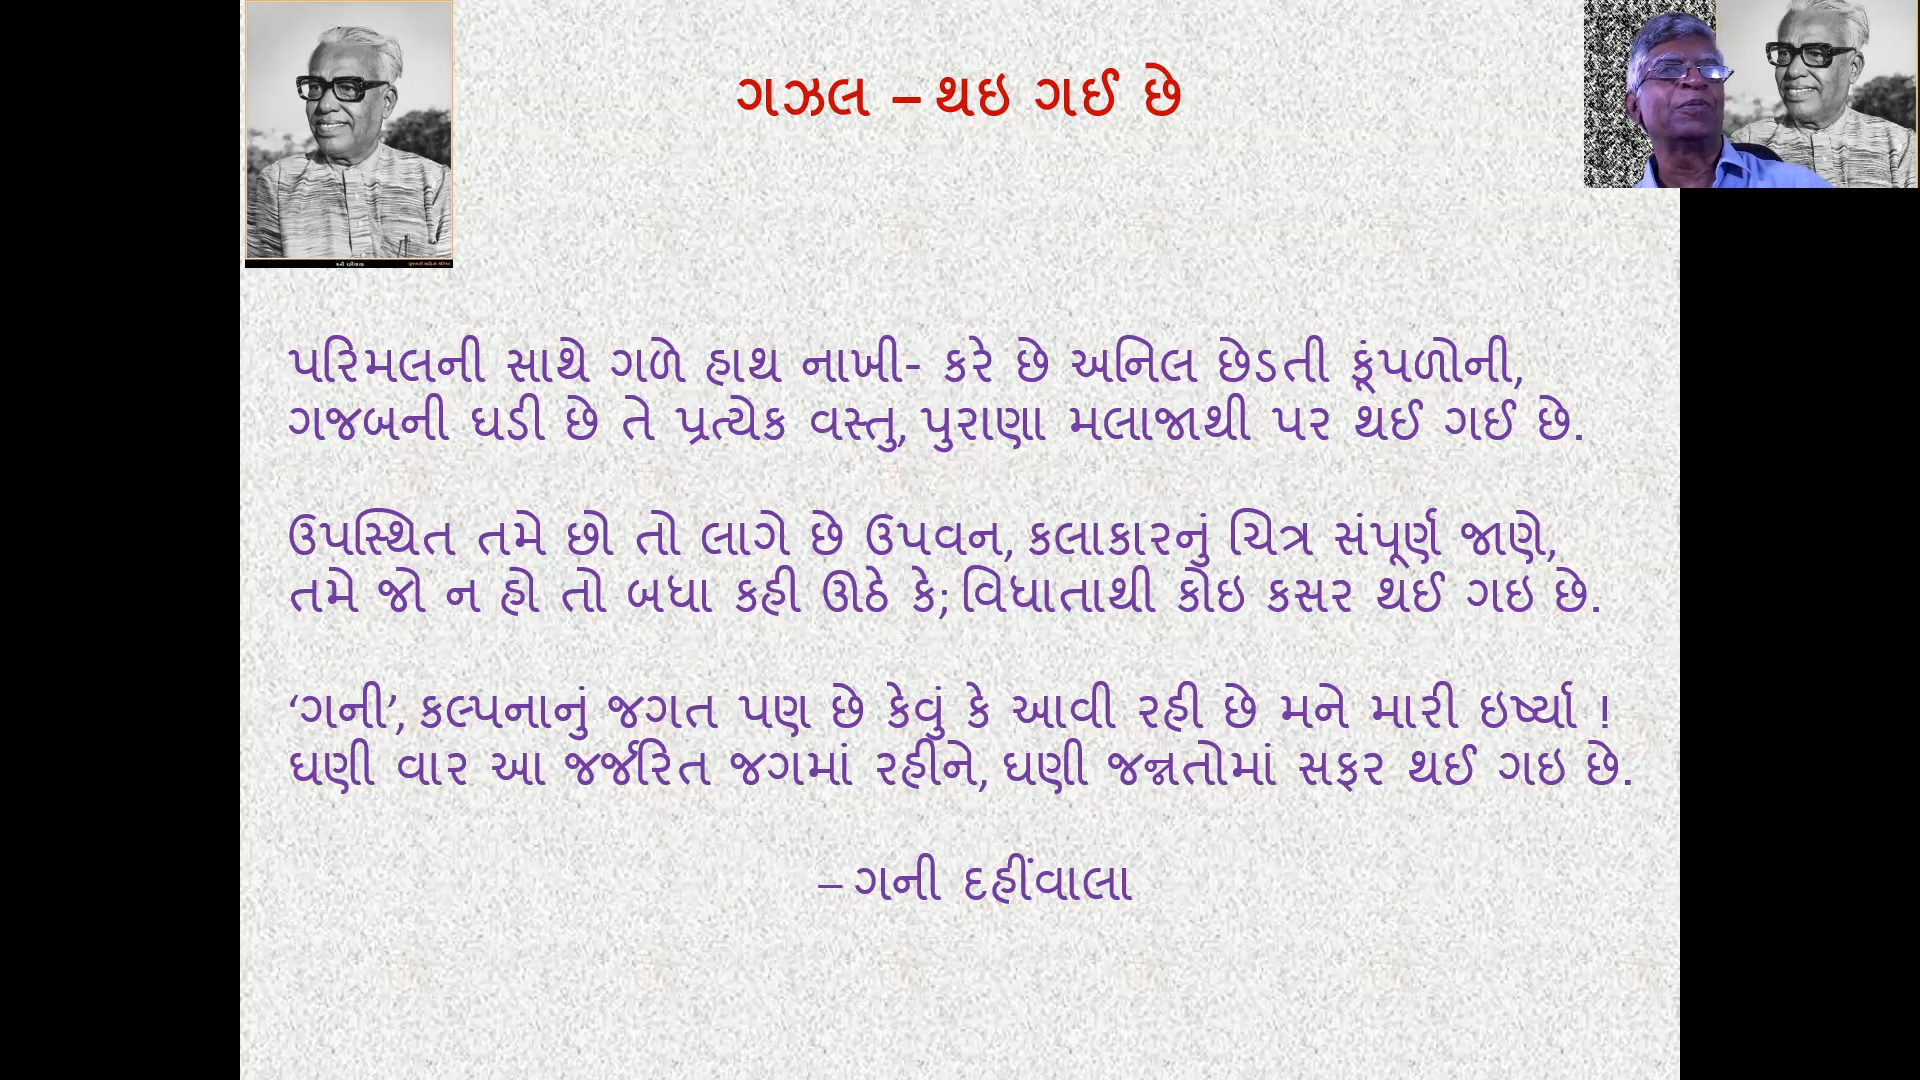 ગઝલ – થઇ ગઈ છે
પરિમલની સાથે ગળે હાથ નાખી- કરે છે અનિલ છેડતી કૂંપળોની,
ગજબની ઘડી છે તે પ્રત્યેક વસ્તુ, પુરાણા મલાજાથી પર થઈ ગઈ છે.
ઉપસ્થિત તમે છો તો લાગે છે ઉપવન, કલાકારનું ચિત્ર સંપૂર્ણ જાણે,
તમે જો ન હો તો બધા કહી ઊઠે કે; વિધાતાથી કોઇ કસર થઈ ગઇ છે.
‘ગની’, કલ્પનાનું જગત પણ છે કેવું કે આવી રહી છે મને મારી ઇર્ષ્યા !
ઘણી વાર આ જર્જરિત જગમાં રહીને, ઘણી જન્નતોમાં સફર થઈ ગઇ છે.
– ગની દહીંવાલા